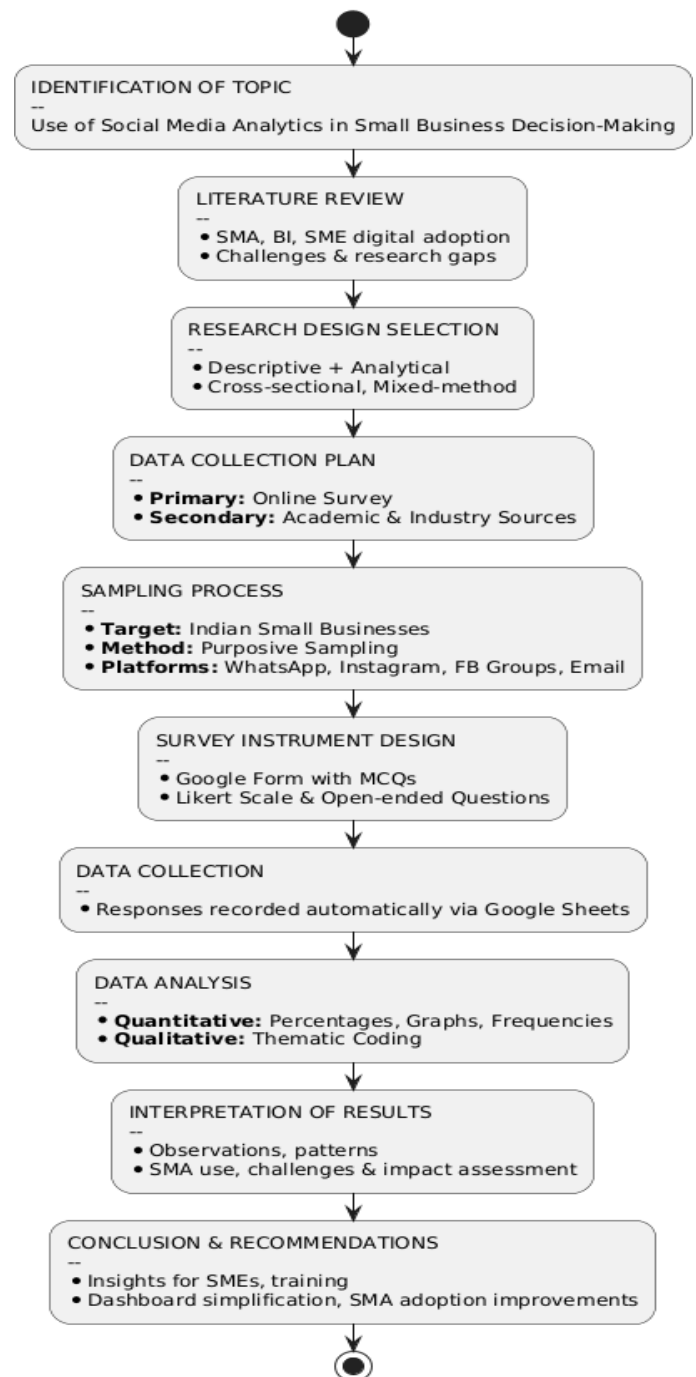 IDENTIFICATION OF TOPIC
--
Use of Social Media Analytics in Small Business Decision-Making
LITERATURE REVIEW
--
• SMA, BI, SME digital adoption
• Challenges & research gaps
RESEARCH DESIGN SELECTION
--
• Descriptive + Analytical
• Cross-sectional, Mixed-method
DATA COLLECTION PLAN
--
• Primary: Online Survey
• Secondary: Academic & Industry Sources
SAMPLING PROCESS
--
• Target: Indian Small Businesses
• Method: Purposive Sampling
• Platforms: WhatsApp, Instagram, FB Groups, Email
SURVEY INSTRUMENT DESIGN
--
• Google Form with MCQs
• Likert Scale & Open-ended Questions
DATA COLLECTION
--
• Responses recorded automatically via Google Sheets
DATA ANALYSIS
--
• Quantitative: Percentages, Graphs, Frequencies
• Qualitative: Thematic Coding
INTERPRETATION OF RESULTS
--
• Observations, patterns
• SMA use, challenges & impact assessment
CONCLUSION & RECOMMENDATIONS
--
• Insights for SMEs, training
• Dashboard simplification, SMA adoption improvements